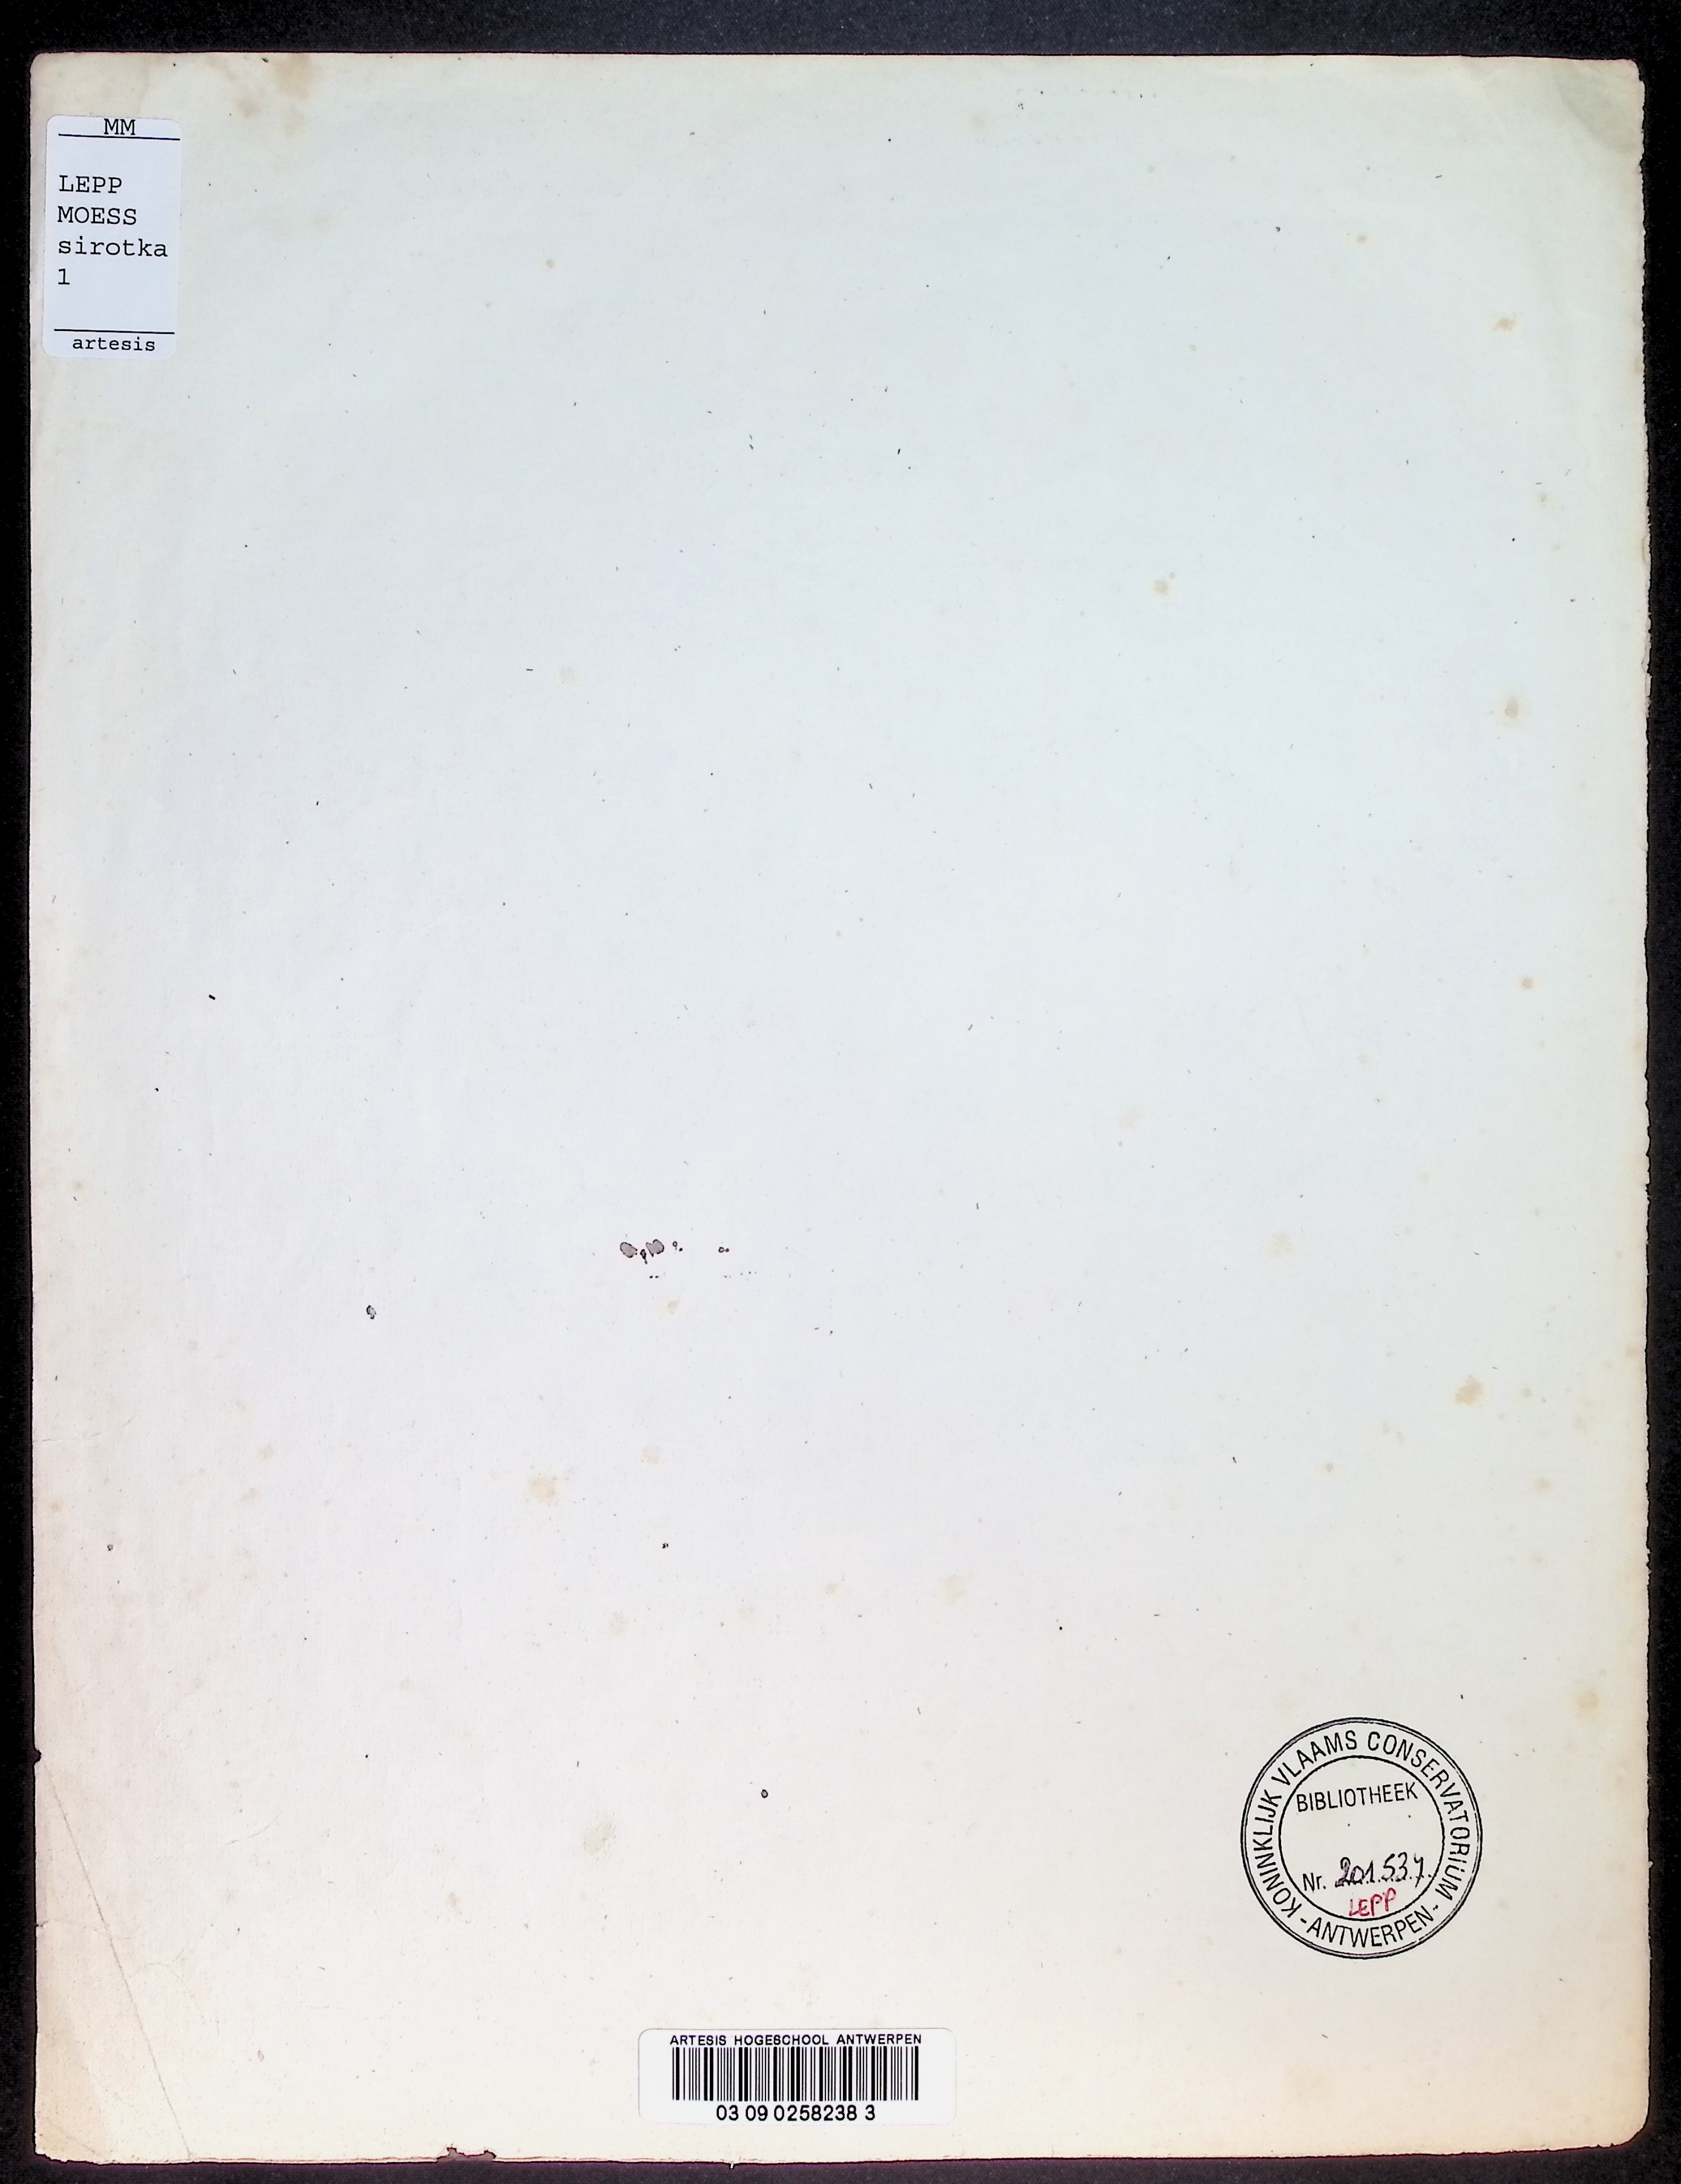 MM
LEPP
MOESS
sirotka
1
artesis
KONINKLIJK VLAAMS CONSERVATORIUM
BIBLIOTHEEK
Nr. 201.537
LEPP
- ANTWERPEN -
ARTESIS HOGESCHOOL ANTWERPEN
03 09 0258238 3